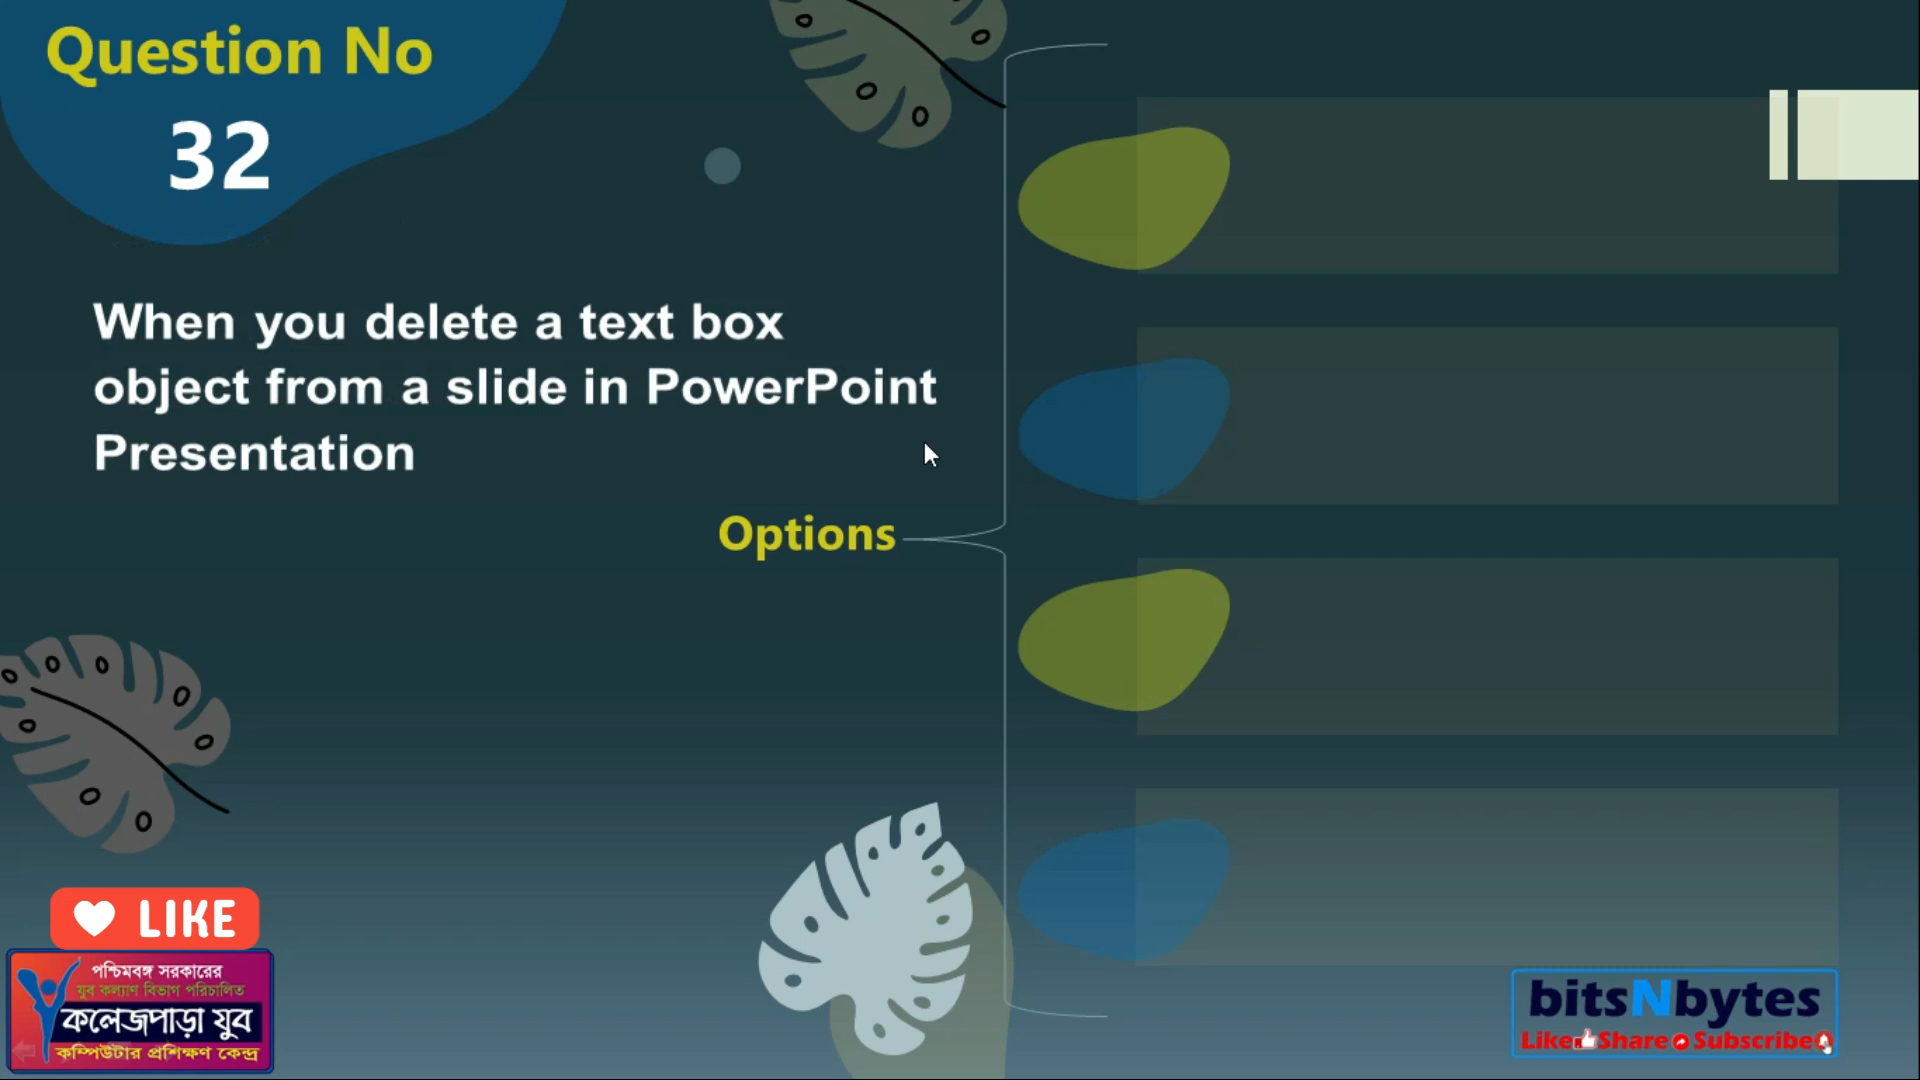 Question No
32
When you delete a text box
object from a slide in PowerPoint
Presentation
Options
LIKE
পশ্চিমবঙ্গ সরকারের
যুব কল্যাণ বিভাগ পরিচালিত
কলেজপাড়া যুব
কম্পিউটার প্রশিক্ষণ কেন্দ্র
bitsNbytes
Like Share Subscribe